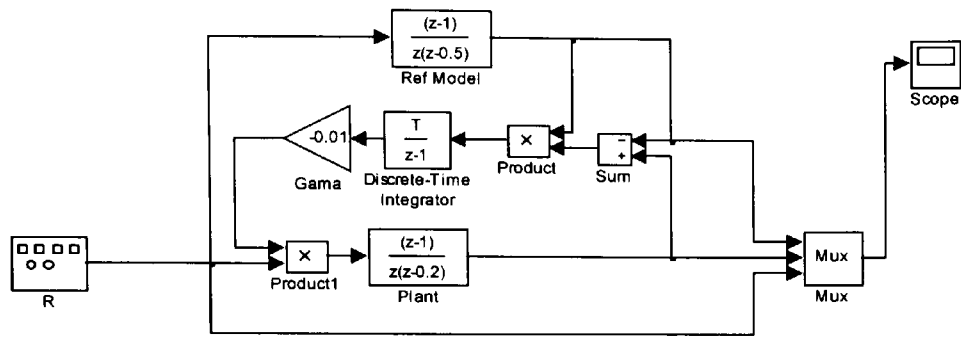 (z-1)
z(z-0.5)
Ref Model
Scope
-0.01
Gama
T
z-1
Discrete-Time
Integrator
×
Product
−
+
Sum
R
×
Product1
(z-1)
z(z-0.2)
Plant
Mux
Mux